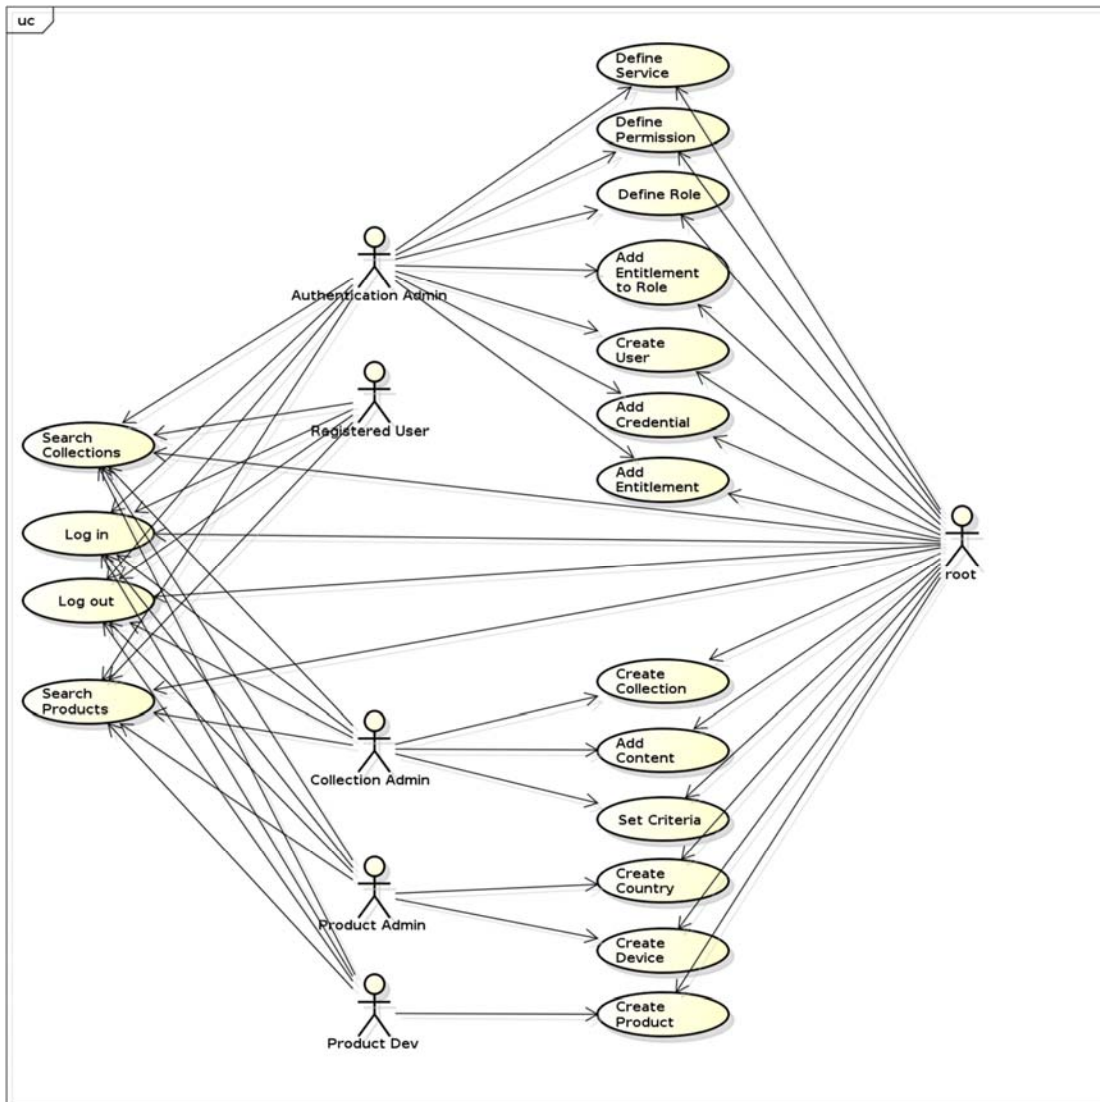 uc
Define
Service
Define
Permission
Define Role
Add
Entitlement
to Role
Authentication Admin
Create
User
Registered User
Add
Credential
Search
Collections
Add
Entitlement
Log in
root
Log out
Create
Collection
Search
Products
Add
Content
Collection Admin
Set Criteria
Create
Country
Product Admin
Create
Device
Create
Product
Product Dev